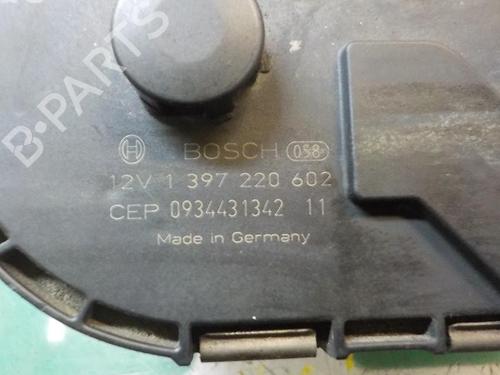 B-PARTS
BOSCH 058
12V 1 397 220 602
CEP 0934431342 11
Made in Germany